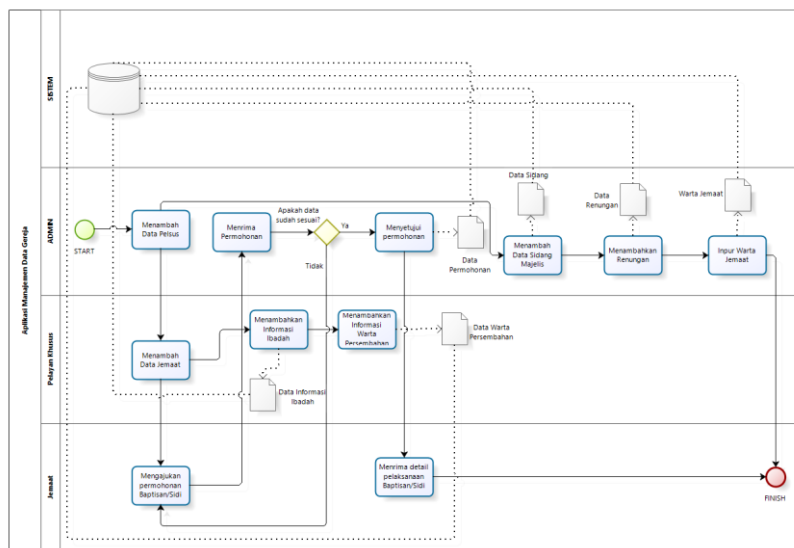 Aplikasi Manajemen Data Gereja
SISTEM
ADMIN
START
Menambah
Data Pelsus
Menrima
Permohonan
Apakah data
sudah sesuai?
Ya
Tidak
Menyetujui
permohonan
Data
Permohonan
Data Sidang
Menambah
Data Sidang
Majelis
Data
Renungan
Menambahkan
Renungan
Warta Jemaat
Inpur Warta
Jemaat
Pelayan Khusus
Menambah
Data Jemaat
Menambahkan
Informasi
Ibadah
Data Informasi
Ibadah
Menambahkan
Informasi
Warta
Persembahan
Data Warta
Persembahan
Jemaat
Mengajukan
permohonan
Baptisan/Sidi
Menrima detail
pelaksanaan
Baptisan/Sidi
FINISH